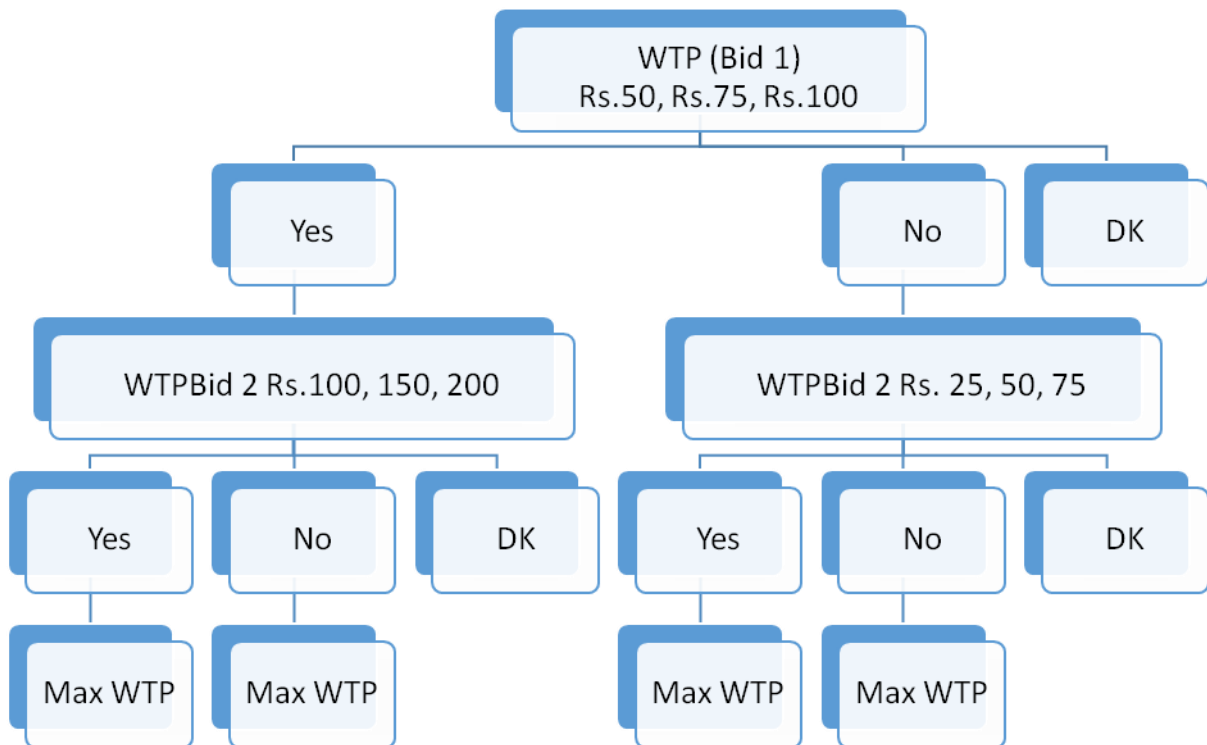 WTP (Bid 1)
Rs.50, Rs.75, Rs.100
Yes
No
DK
WTPBid 2 Rs.100, 150, 200
WTPBid 2 Rs. 25, 50, 75
Yes
No
DK
Yes
No
DK
Max WTP
Max WTP
Max WTP
Max WTP